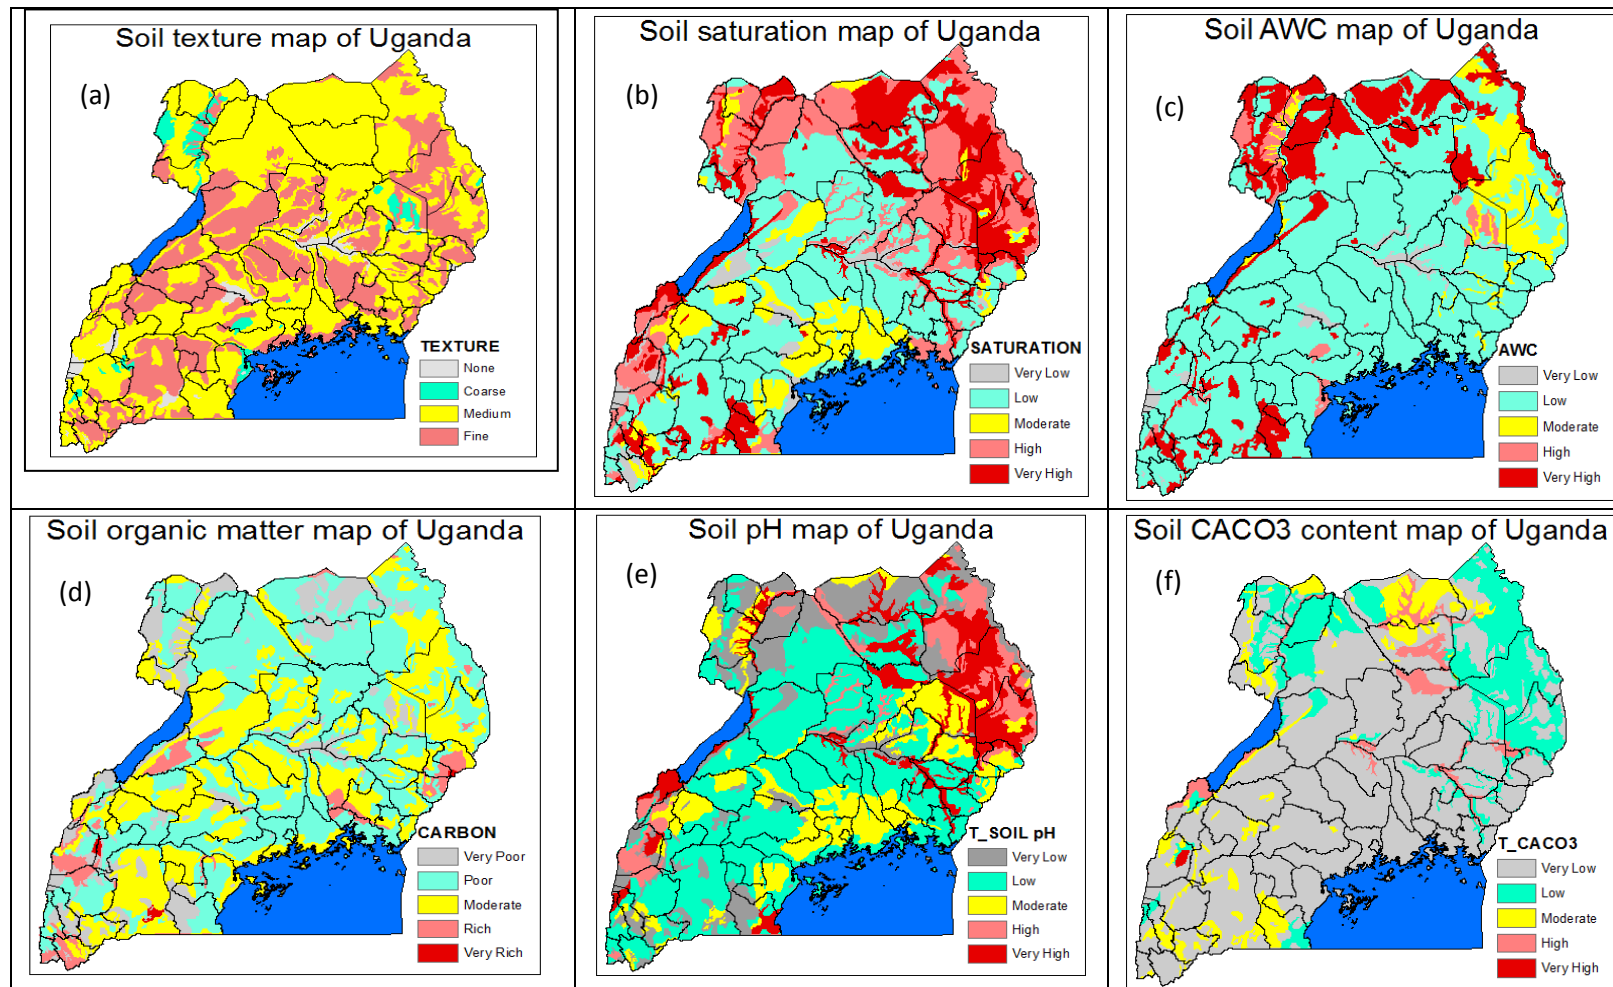 Soil texture map of Uganda
(a)
TEXTURE
None
Coarse
Medium
Fine
Soil saturation map of Uganda
(b)
SATURATION
Very Low
Low
Moderate
High
Very High
Soil AWC map of Uganda
(c)
AWC
Very Low
Low
Moderate
High
Very High
Soil organic matter map of Uganda
(d)
CARBON
Very Poor
Poor
Moderate
Rich
Very Rich
Soil pH map of Uganda
(e)
T_SOIL pH
Very Low
Low
Moderate
High
Very High
Soil CACO3 content map of Uganda
(f)
T_CACO3
Very Low
Low
Moderate
High
Very High